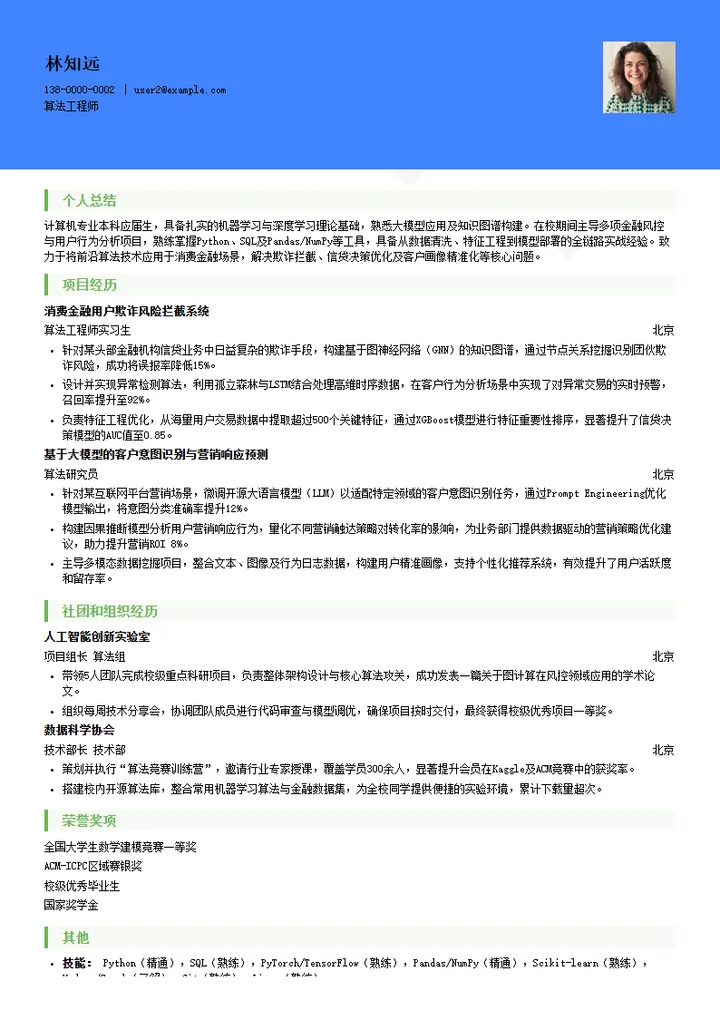 林知远
138-0000-0002 | user2@example.com
算法工程师
个人总结
计算机专业本科应届生，具备扎实的机器学习与深度学习理论基础，熟悉大模型应用及知识图谱构建。在校期间主导多项金融风控
与用户行为分析项目，熟练掌握Python、SQL及Pandas/NumPy等工具，具备从数据清洗、特征工程到模型部署的全链路实战经验。致
力于将前沿算法技术应用于消费金融场景，解决欺诈拦截、信贷决策优化及客户画像精准化等核心问题。
项目经历
消费金融用户欺诈风险拦截系统
算法工程师实习生 北京
• 针对某头部金融机构信贷业务中日益复杂的欺诈手段，构建基于图神经网络（GNN）的知识图谱，通过节点关系挖掘识别团伙欺
诈风险，成功将误报率降低15%。
• 设计并实现异常检测算法，利用孤立森林与LSTM结合处理高维时序数据，在客户行为分析场景中实现了对异常交易的实时预警，
召回率提升至92%。
• 负责特征工程优化，从海量用户交易数据中提取超过500个关键特征，通过XGBoost模型进行特征重要性排序，显著提升了信贷决
策模型的AUC值至0.85。
基于大模型的客户意图识别与营销响应预测
算法研究员 北京
• 针对某互联网平台营销场景，微调开源大语言模型（LLM）以适配特定领域的客户意图识别任务，通过Prompt Engineering优化
模型输出，将意图分类准确率提升12%。
• 构建因果推断模型分析用户营销响应行为，量化不同营销触达策略对转化率的影响，为业务部门提供数据驱动的营销策略优化建
议，助力提升营销ROI 8%。
• 主导多模态数据挖掘项目，整合文本、图像及行为日志数据，构建用户精准画像，支持个性化推荐系统，有效提升了用户活跃度
和留存率。
社团和组织经历
人工智能创新实验室
项目组长 算法组 北京
• 带领5人团队完成校级重点科研项目，负责整体架构设计与核心算法攻关，成功发表一篇关于图计算在风控领域应用的学术论
文。
• 组织每周技术分享会，协调团队成员进行代码审查与模型调优，确保项目按时交付，最终获得校级优秀项目一等奖。
数据科学协会
技术部长 技术部 北京
• 策划并执行“算法竞赛训练营”，邀请行业专家授课，覆盖学员300余人，显著提升会员在Kaggle及ACM竞赛中的获奖率。
• 搭建校内开源算法库，整合常用机器学习算法与金融数据集，为全校同学提供便捷的实验环境，累计下载量超次。
荣誉奖项
全国大学生数学建模竞赛一等奖
ACM-ICPC区域赛银奖
校级优秀毕业生
国家奖学金
其他
• 技能： Python（精通），SQL（熟练），PyTorch/TensorFlow（熟练），Pandas/NumPy（精通），Scikit-learn（熟练），